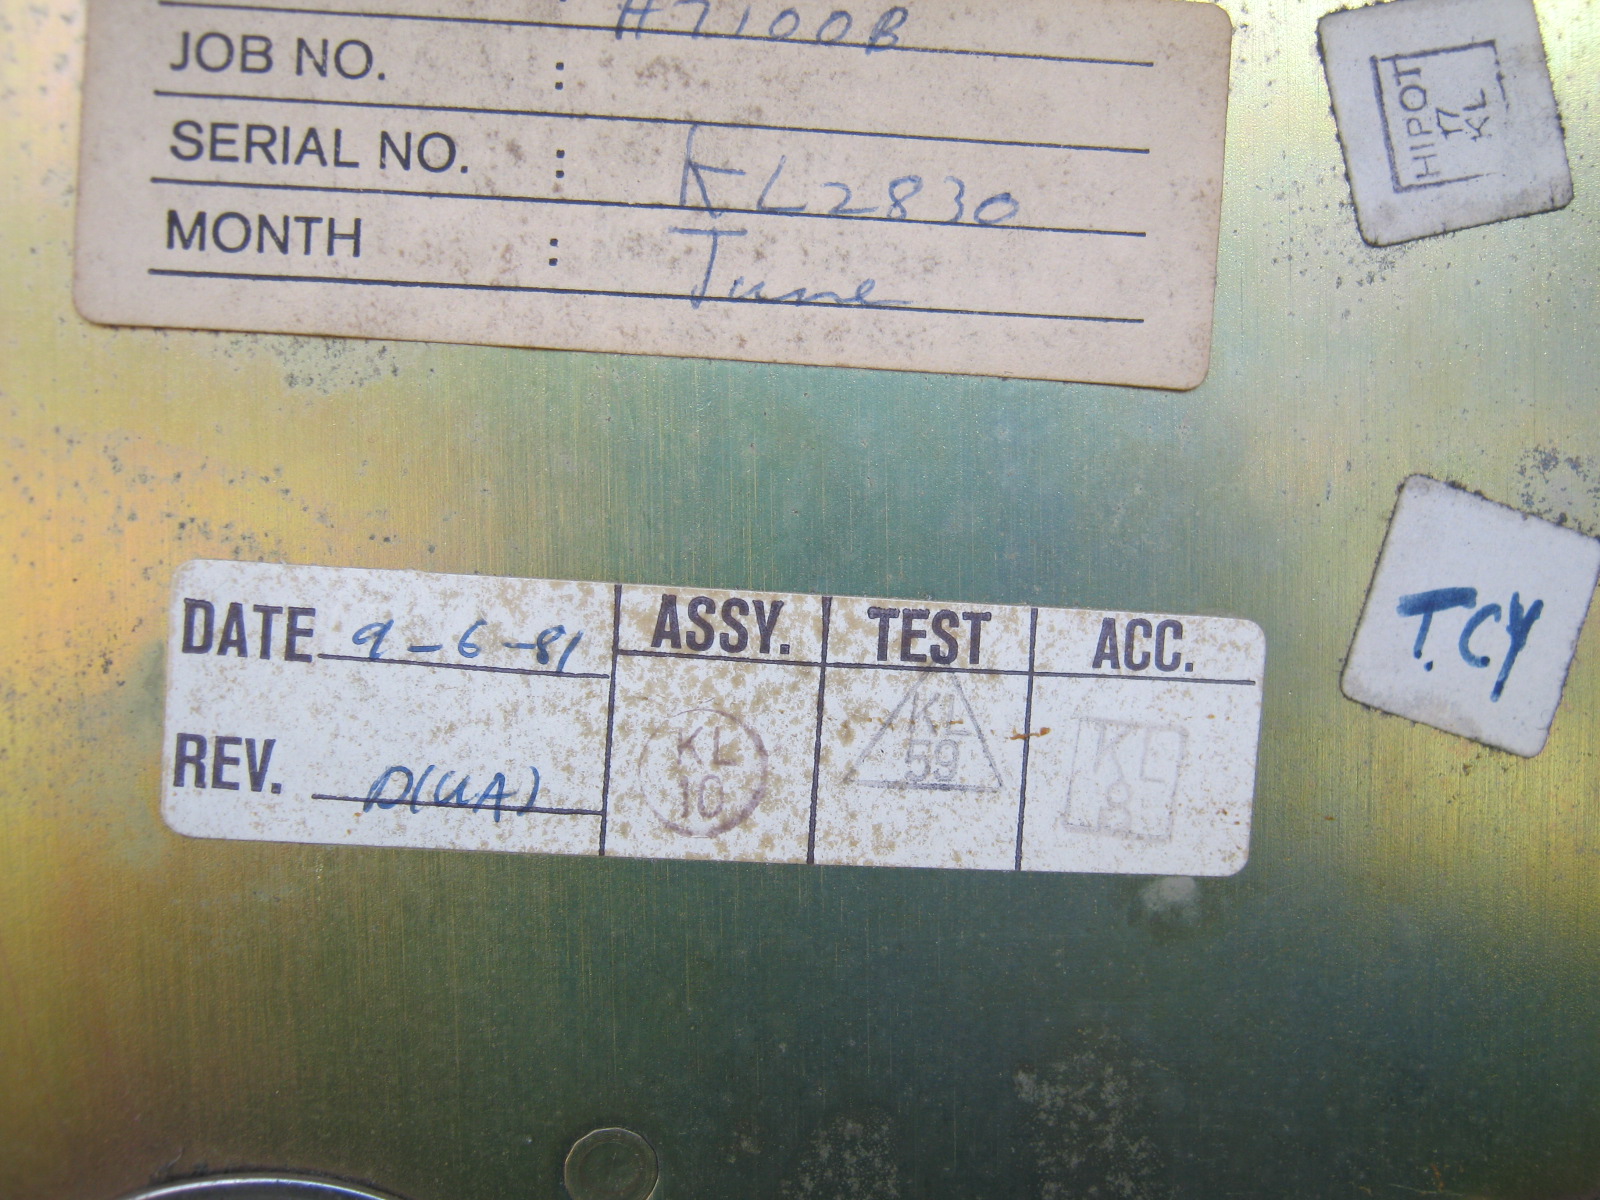 H7100B
JOB NO. :
SERIAL NO. : KL2830
MONTH : June
HIPOT
17
KL
T.CY
DATE 9-6-81
REV. D(UA)
ASSY.
KL
10
TEST
KL
59
ACC.
KL
8